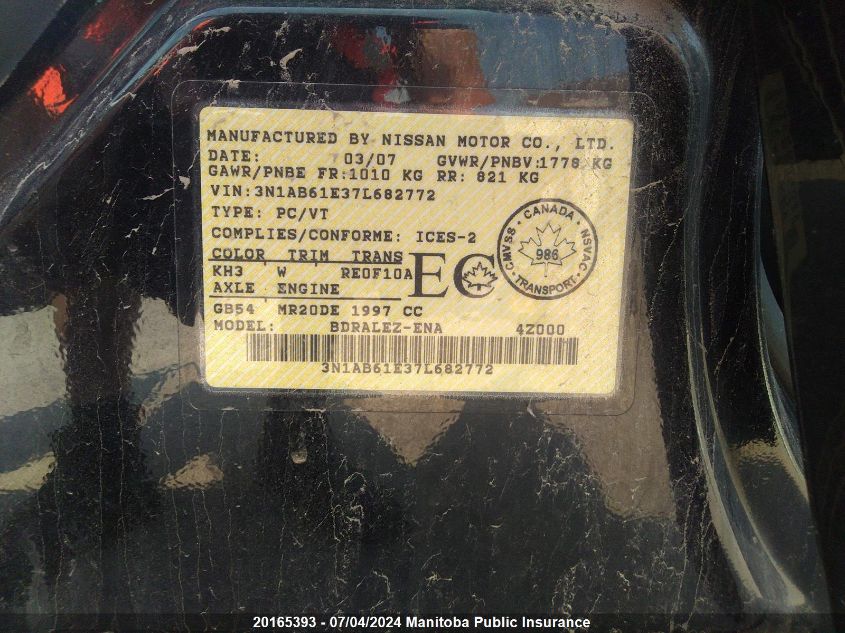 MANUFACTURED BY NISSAN MOTOR CO., LTD.
DATE: 03/07 GVWR/PNBV:1778 KG
GAWR/PNBE FR:1010 KG RR: 821 KG
VIN:3N1AB61E37L682772
TYPE: PC/VT
COMPLIES/CONFORME: ICES-2
COLOR TRIM TRANS
KH3 W RE0F10A
AXLE ENGINE
GB54 MR20DE 1997 CC
MODEL: BDRALEZ-ENA 4Z000
3N1AB61E37L682772
EC
CANADA
CMVSS · NSVAC
986
TRANSPORT
20165393 - 07/04/2024 Manitoba Public Insurance